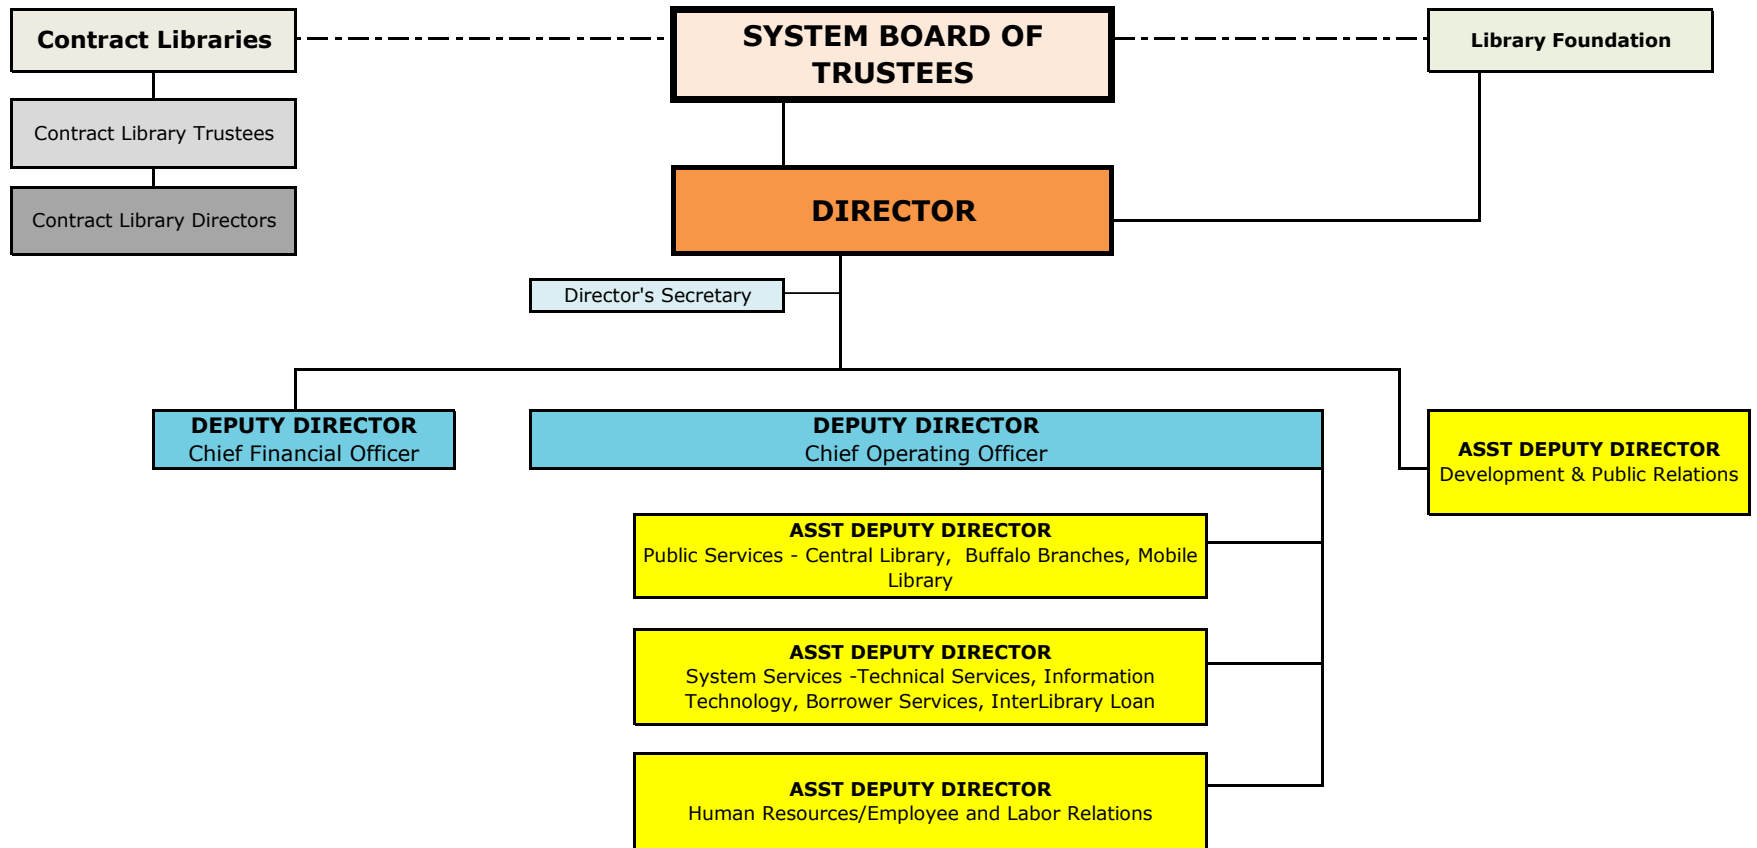 Contract Libraries
SYSTEM BOARD OF
TRUSTEES
Library Foundation
Contract Library Trustees
Contract Library Directors
DIRECTOR
Director's Secretary
DEPUTY DIRECTOR
Chief Financial Officer
DEPUTY DIRECTOR
Chief Operating Officer
ASST DEPUTY DIRECTOR
Development & Public Relations
ASST DEPUTY DIRECTOR
Public Services - Central Library,  Buffalo Branches, Mobile
Library
ASST DEPUTY DIRECTOR
System Services -Technical Services, Information
Technology, Borrower Services, InterLibrary Loan
ASST DEPUTY DIRECTOR
Human Resources/Employee and Labor Relations